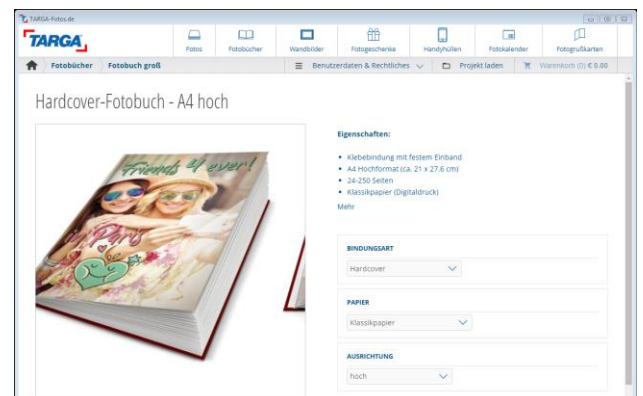 TARGA-Fotos.de
TARGA
Fotos
Fotobücher
Wandbilder
Fotogeschenke
Handyhüllen
Fotokalender
Fotogrußkarten
Fotobücher
Fotobuch groß
Benutzerdaten & Rechtliches
Projekt laden
Warenkorb (0) € 0.00
Hardcover-Fotobuch - A4 hoch
Friends 4 ever!
in Paris
Eigenschaften:
Klebebindung mit festem Einband
A4 Hochformat (ca. 21 x 27.6 cm)
24-250 Seiten
Klassikpapier (Digitaldruck)
Mehr
BINDUNGSART
Hardcover
PAPIER
Klassikpapier
AUSRICHTUNG
hoch